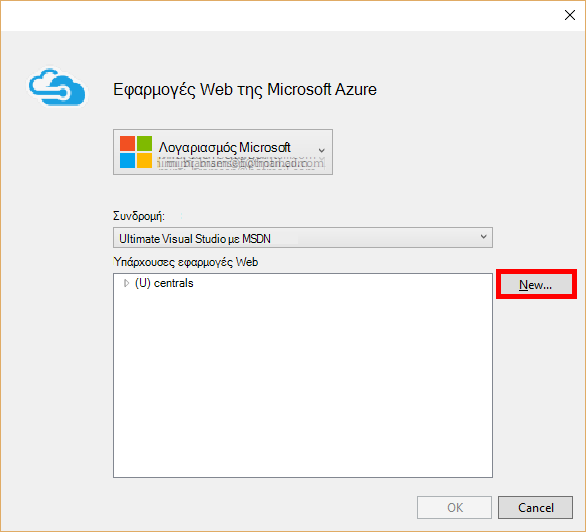 Εφαρμογές Web της Microsoft Azure
Λογαριασμός Microsoft
Συνδρομή:
Ultimate Visual Studio με MSDN
Υπάρχουσες εφαρμογές Web
(U) centrals
New...
OK
Cancel